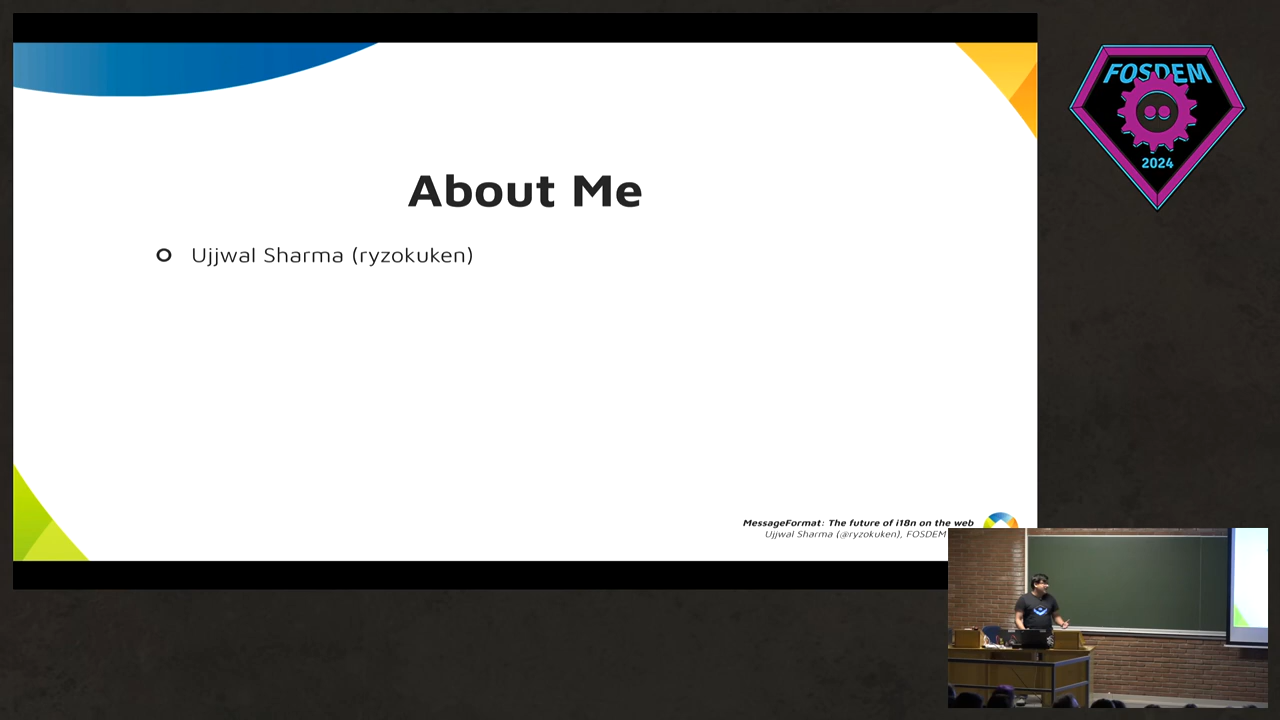 About Me
Ujjwal Sharma (ryzokuken)
MessageFormat: The future of i18n on the web
Ujjwal Sharma (@ryzokuken), FOSDEM
FOSDEM
2024